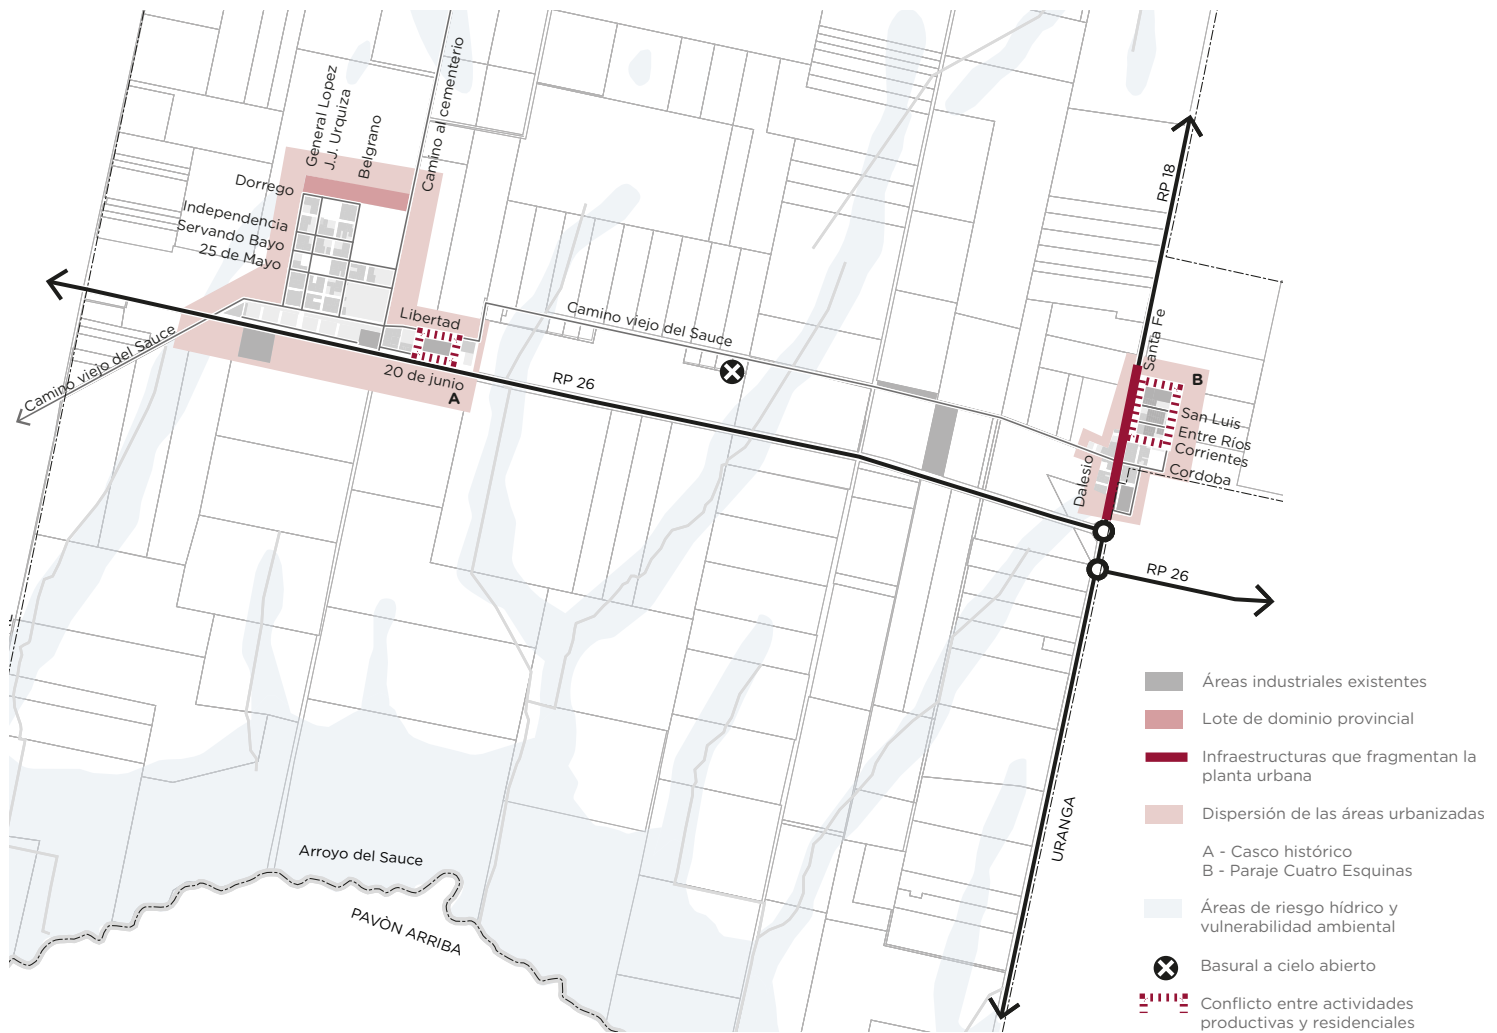 General Lopez
J.J. Urquiza
Belgrano
Camino al cementerio
Dorrego
Independencia
Servando Bayo
25 de Mayo
Libertad
Camino viejo del Sauce
20 de junio
A
Camino viejo del Sauce
RP 26
RP 18
Santa Fe
B
San Luis
Entre Ríos
Corrientes
Cordoba
Dalesio
RP 26
URANGA
Arroyo del Sauce
PAVÒN ARRIBA
Áreas industriales existentes
Lote de dominio provincial
Infraestructuras que fragmentan la
planta urbana
Dispersión de las áreas urbanizadas
A - Casco histórico
B - Paraje Cuatro Esquinas
Áreas de riesgo hídrico y
vulnerabilidad ambiental
Basural a cielo abierto
Conflicto entre actividades
productivas y residenciales